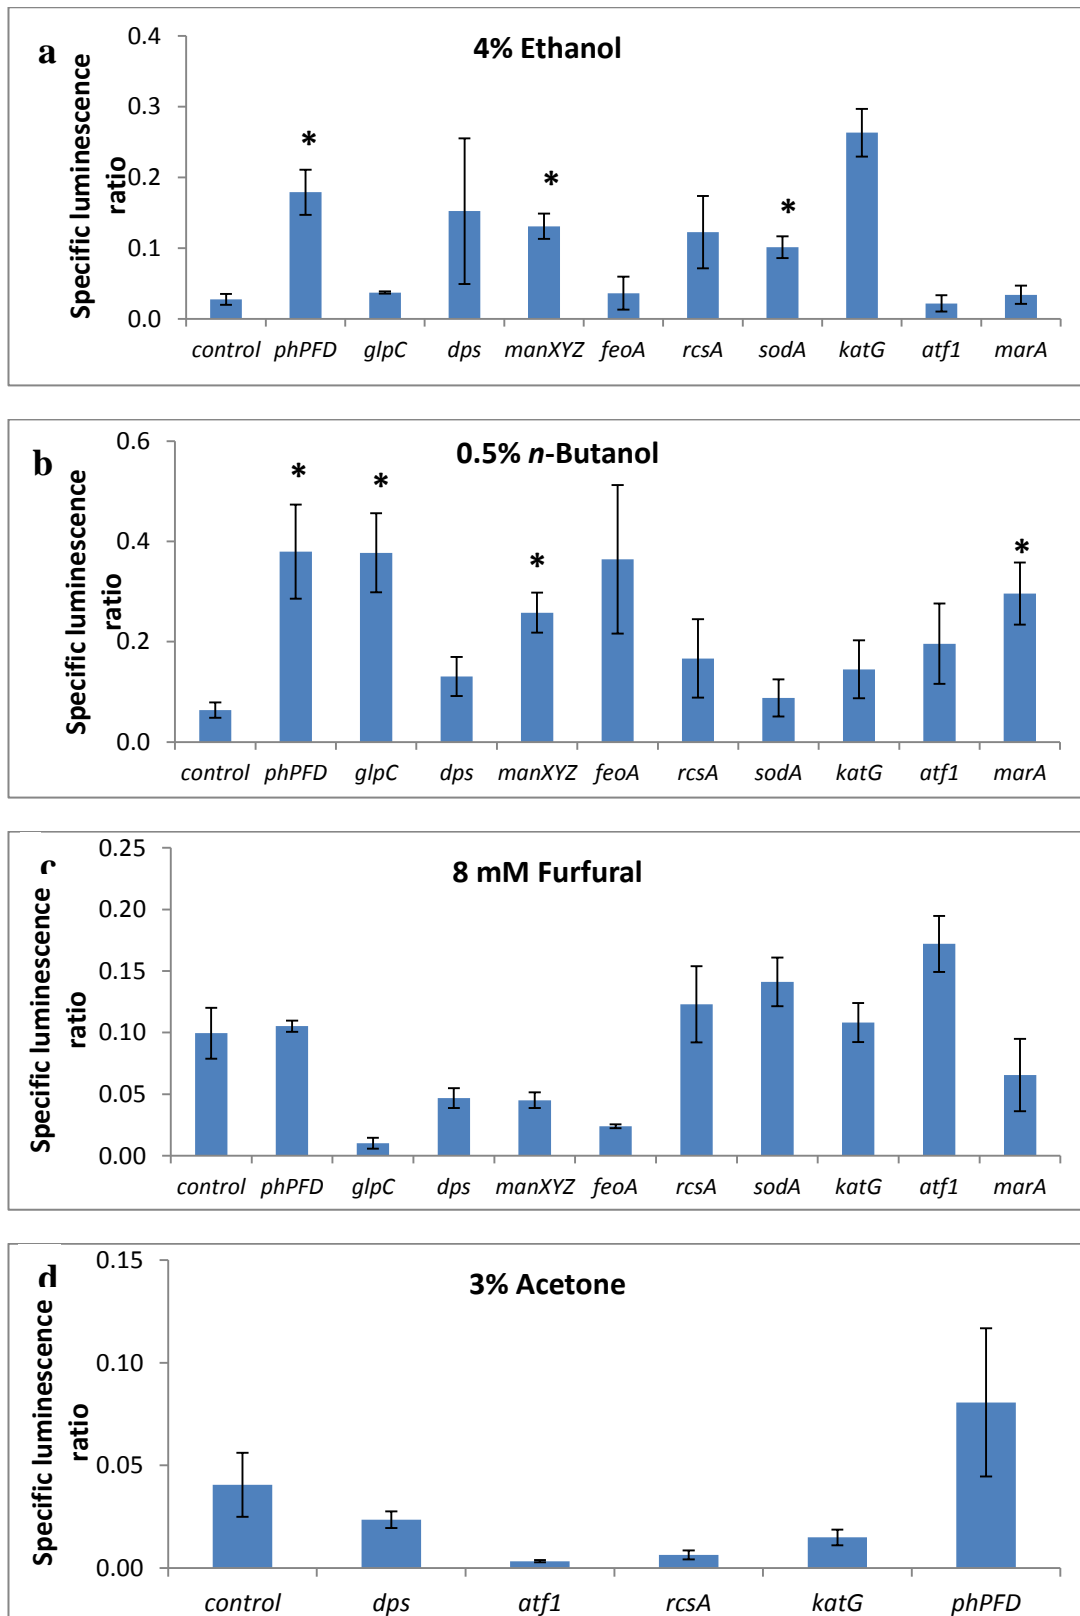 a
4% Ethanol
Specific luminescence
ratio
0.4
0.3
0.2
0.1
0.0
*
*
*
control phPFD glpC dps manXYZ feoA rcsA sodA katG atf1 marA
b
0.5% n-Butanol
Specific luminescence
ratio
0.6
0.4
0.2
0.0
*
*
*
*
control phPFD glpC dps manXYZ feoA rcsA sodA katG atf1 marA
c
8 mM Furfural
Specific luminescence
ratio
0.25
0.20
0.15
0.10
0.05
0.00
control phPFD glpC dps manXYZ feoA rcsA sodA katG atf1 marA
d
3% Acetone
Specific luminescence
ratio
0.15
0.10
0.05
0.00
control dps atf1 rcsA katG phPFD